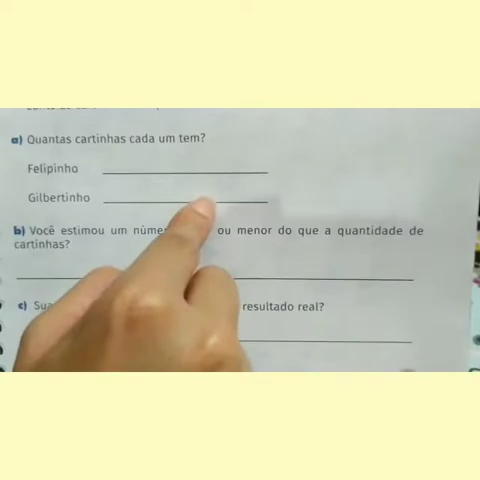 a) Quantas cartinhas cada um tem?
Felipinho
Gilbertinho
b) Você estimou um núme ou menor do que a quantidade de
cartinhas?
c) Sua resultado real?